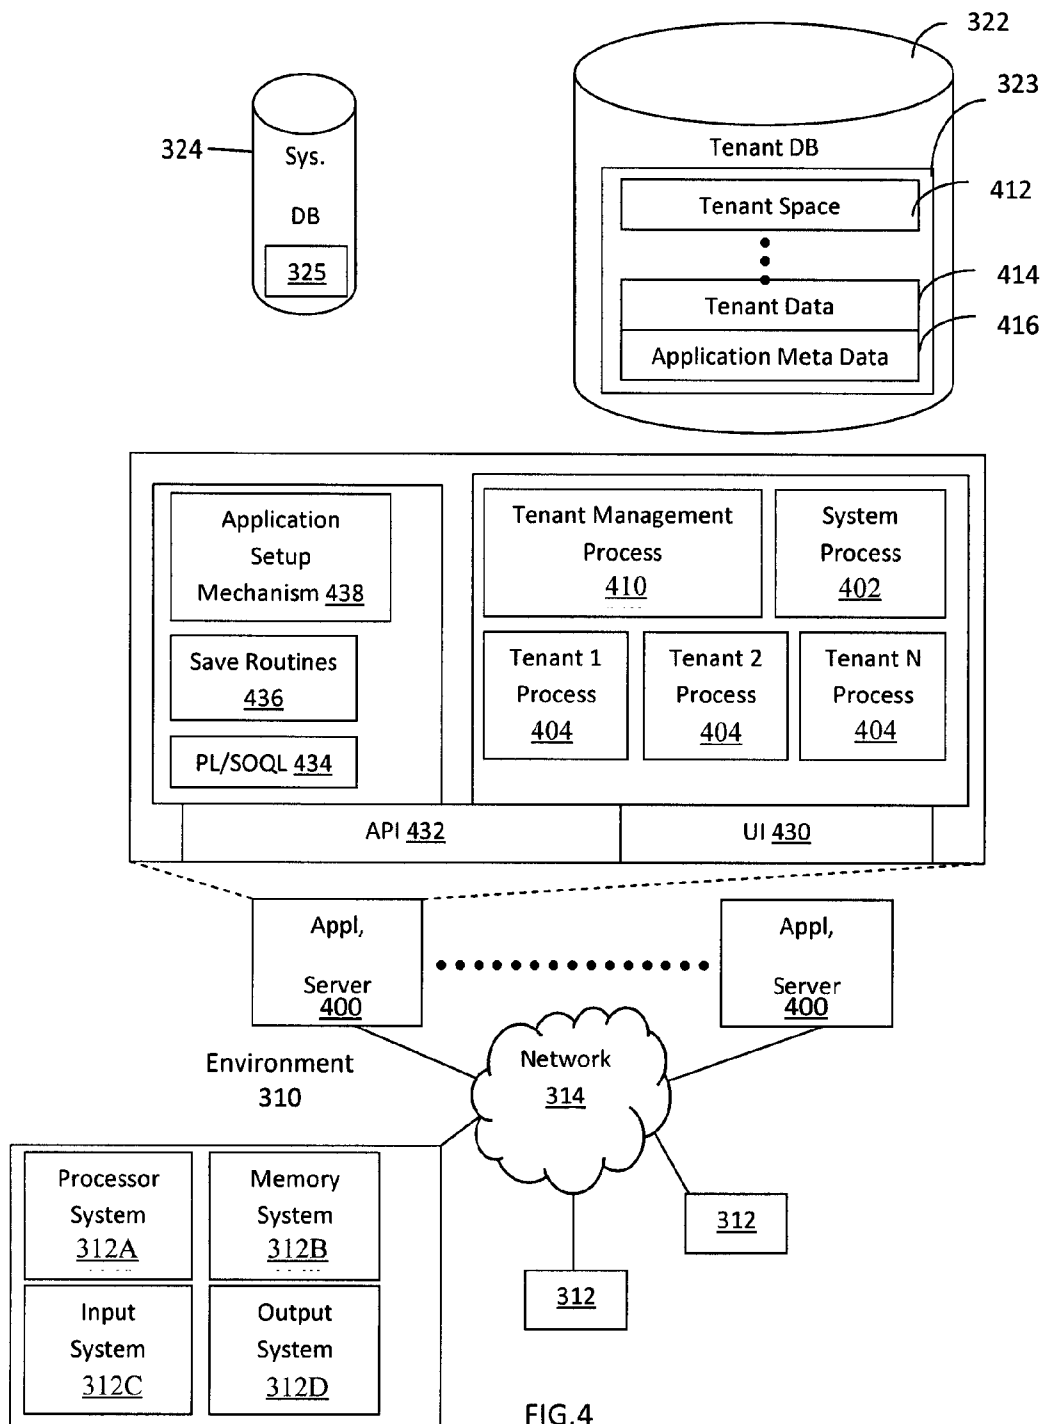 322
323
324
Sys.
DB
325
Tenant DB
Tenant Space
412
Tenant Data
414
Application Meta Data
416
Application
Setup
Mechanism 438
Save Routines
436
PL/SOQL 434
Tenant Management
Process
410
System
Process
402
Tenant 1
Process
404
Tenant 2
Process
404
Tenant N
Process
404
API 432
UI 430
Appl,
Server
400
Appl,
Server
400
Environment
310
Network
314
Processor
System
312A
Memory
System
312B
Input
System
312C
Output
System
312D
312
312
FIG.4